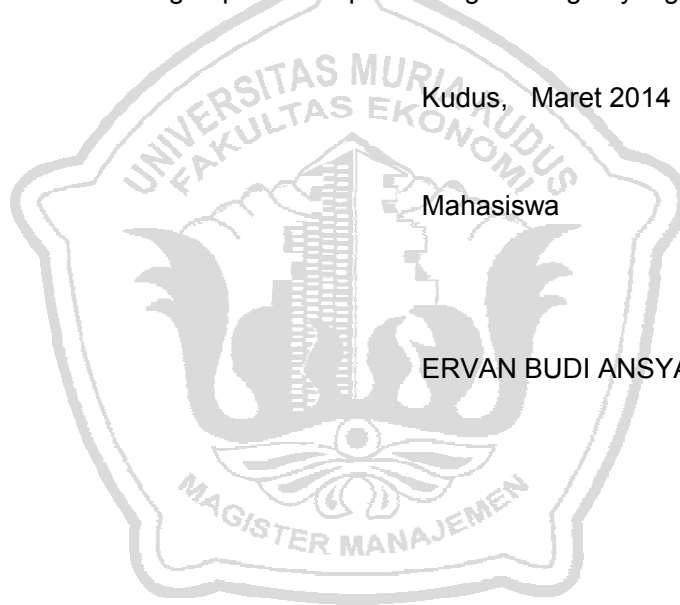 Kudus, Maret 2014
Mahasiswa
ERVAN BUDI ANSYA
UNIVERSITAS MURIA KUDUS
FAKULTAS EKONOMI
MAGISTER MANAJEMEN